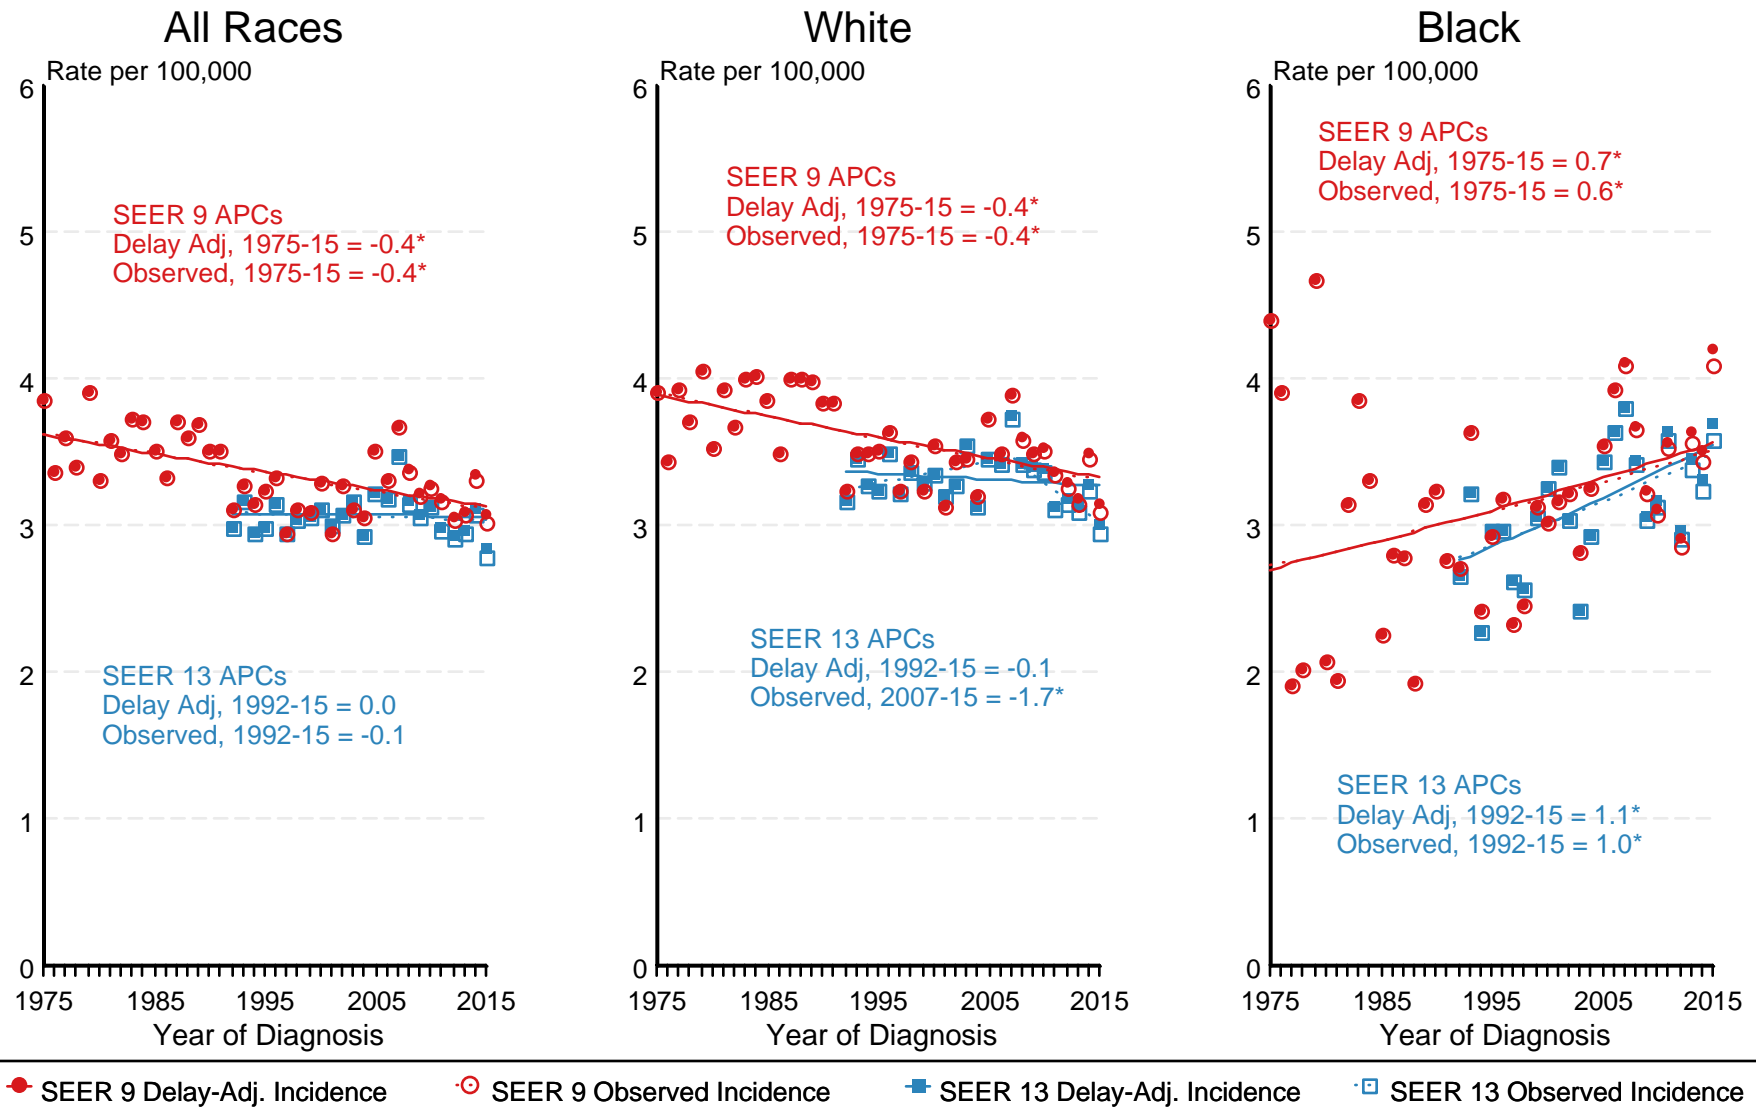 All Races
Rate per 100,000
6
5
4
3
2
1
0
SEER 9 APCs
Delay Adj, 1975-15 = -0.4*
Observed, 1975-15 = -0.4*
SEER 13 APCs
Delay Adj, 1992-15 = 0.0
Observed, 1992-15 = -0.1
1975 1985 1995 2005 2015
Year of Diagnosis
White
Rate per 100,000
6
5
4
3
2
1
0
SEER 9 APCs
Delay Adj, 1975-15 = -0.4*
Observed, 1975-15 = -0.4*
SEER 13 APCs
Delay Adj, 1992-15 = -0.1
Observed, 2007-15 = -1.7*
1975 1985 1995 2005 2015
Year of Diagnosis
Black
Rate per 100,000
6
5
4
3
2
1
0
SEER 9 APCs
Delay Adj, 1975-15 = 0.7*
Observed, 1975-15 = 0.6*
SEER 13 APCs
Delay Adj, 1992-15 = 1.1*
Observed, 1992-15 = 1.0*
1975 1985 1995 2005 2015
Year of Diagnosis
SEER 9 Delay-Adj. Incidence
SEER 9 Observed Incidence
SEER 13 Delay-Adj. Incidence
SEER 13 Observed Incidence